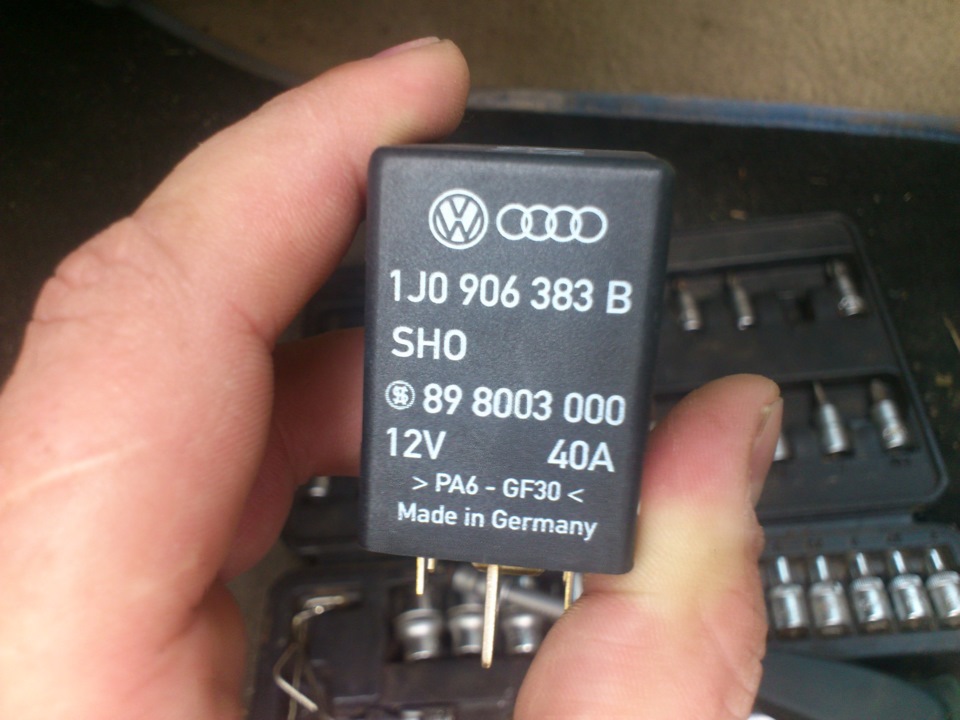 1J0 906 383 B
SHO
89 8003 000
12V 40A
> PA6 - GF30 <
Made in Germany